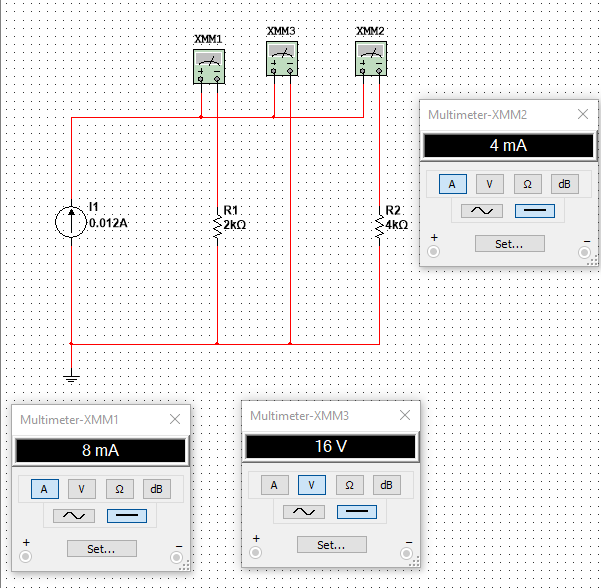 XMM1
XMM3
XMM2
+ −
+ −
+ −
I1
0.012A
R1
2kΩ
R2
4kΩ
Multimeter-XMM2
4 mA
A V Ω dB
+ −
Set...
Multimeter-XMM1
8 mA
A V Ω dB
+ −
Set...
Multimeter-XMM3
16 V
A V Ω dB
+ −
Set...